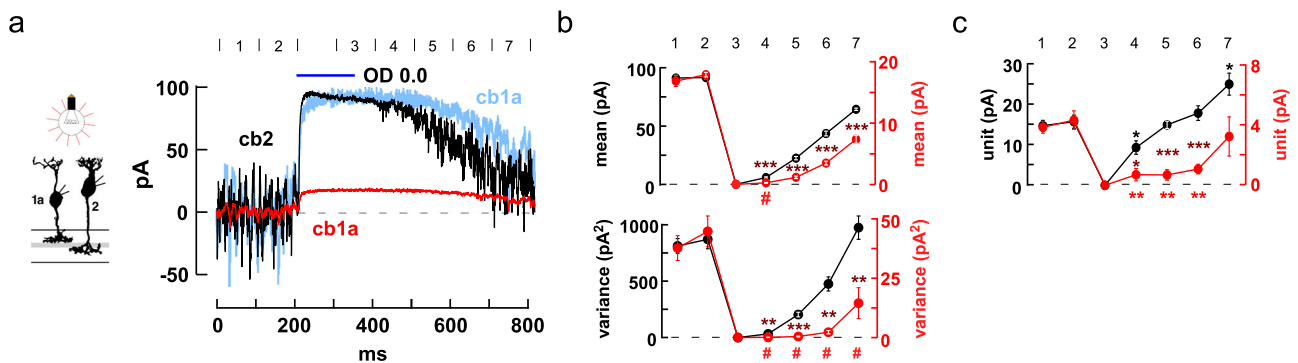 a
1 2 3 4 5 6 7
OD 0.0
cb1a
cb2
cb1a
1a
2
pA
100
50
0
-50
0 200 400 600 800
ms
b
1 2 3 4 5 6 7
mean (pA)
100
50
0
20
10
0
mean (pA)
*** *** *** ***
#
variance (pA2)
1000
500
0
50
25
0
variance (pA2)
** *** ** **
# # # #
c
1 2 3 4 5 6 7
unit (pA)
30
20
10
0
8
4
0
unit (pA)
* *
* *** ***
** ** **